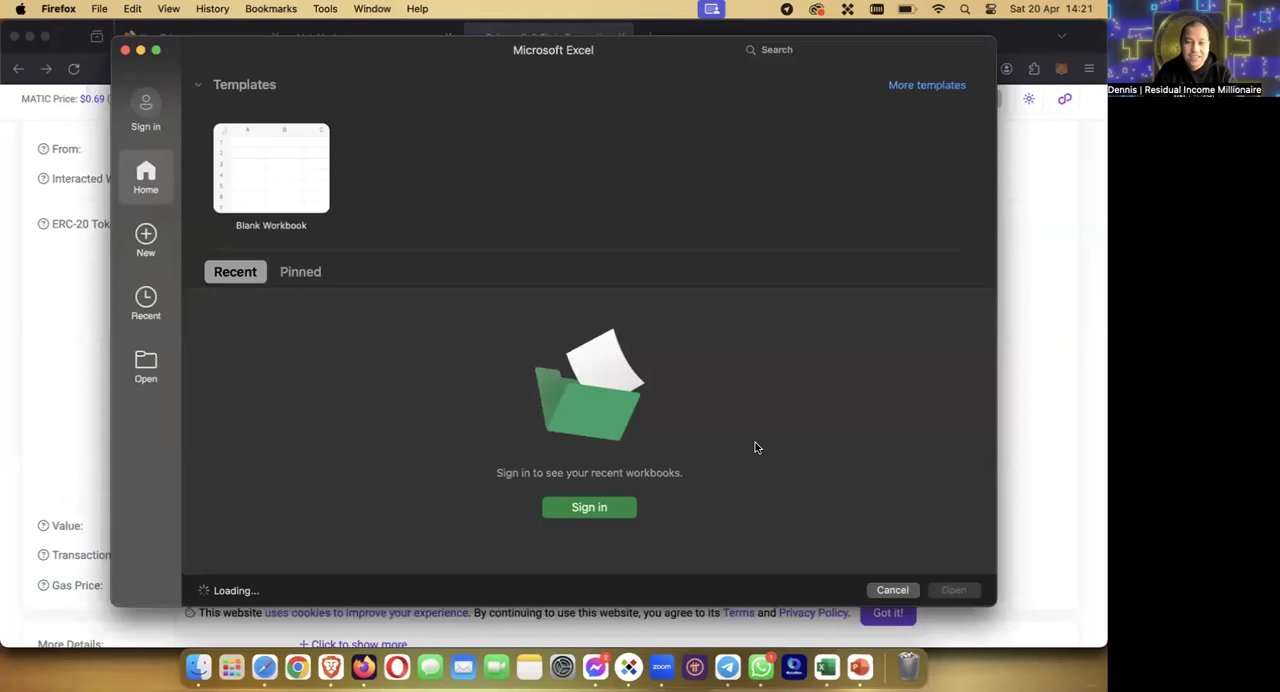 Firefox File Edit View History Bookmarks Tools Window Help Sat 20 Apr 14:21
Microsoft Excel
Search
Templates
More templates
MATIC Price: $0.69
Dennis | Residual Income Millionaire
Sign in
From:
Home
Interacted W
Blank Workbook
ERC-20 Tok
New
Recent Pinned
Recent
Open
Sign in to see your recent workbooks.
Sign in
Value:
Transaction
Gas Price:
Loading...
Cancel Open
This website uses cookies to improve your experience. By continuing to use this website, you agree to its Terms and Privacy Policy.
Got it!
More Details:
+ Click to show more
zoom